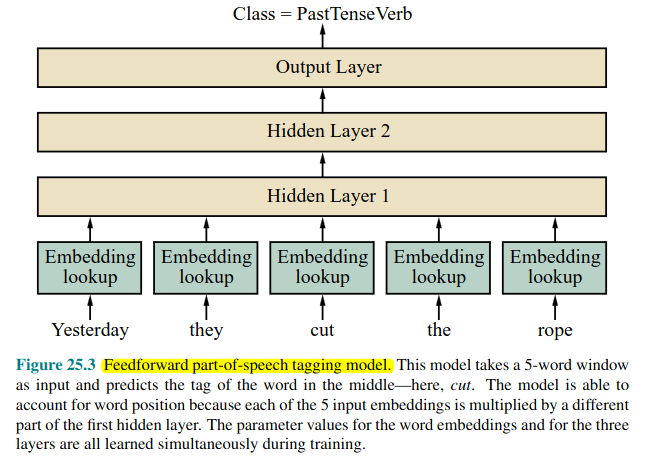 Class = PastTenseVerb
Output Layer
Hidden Layer 2
Hidden Layer 1
Embedding lookup
Embedding lookup
Embedding lookup
Embedding lookup
Embedding lookup
Yesterday they cut the rope
Figure 25.3 Feedforward part-of-speech tagging model. This model takes a 5-word window
as input and predicts the tag of the word in the middle—here, cut. The model is able to
account for word position because each of the 5 input embeddings is multiplied by a different
part of the first hidden layer. The parameter values for the word embeddings and for the three
layers are all learned simultaneously during training.